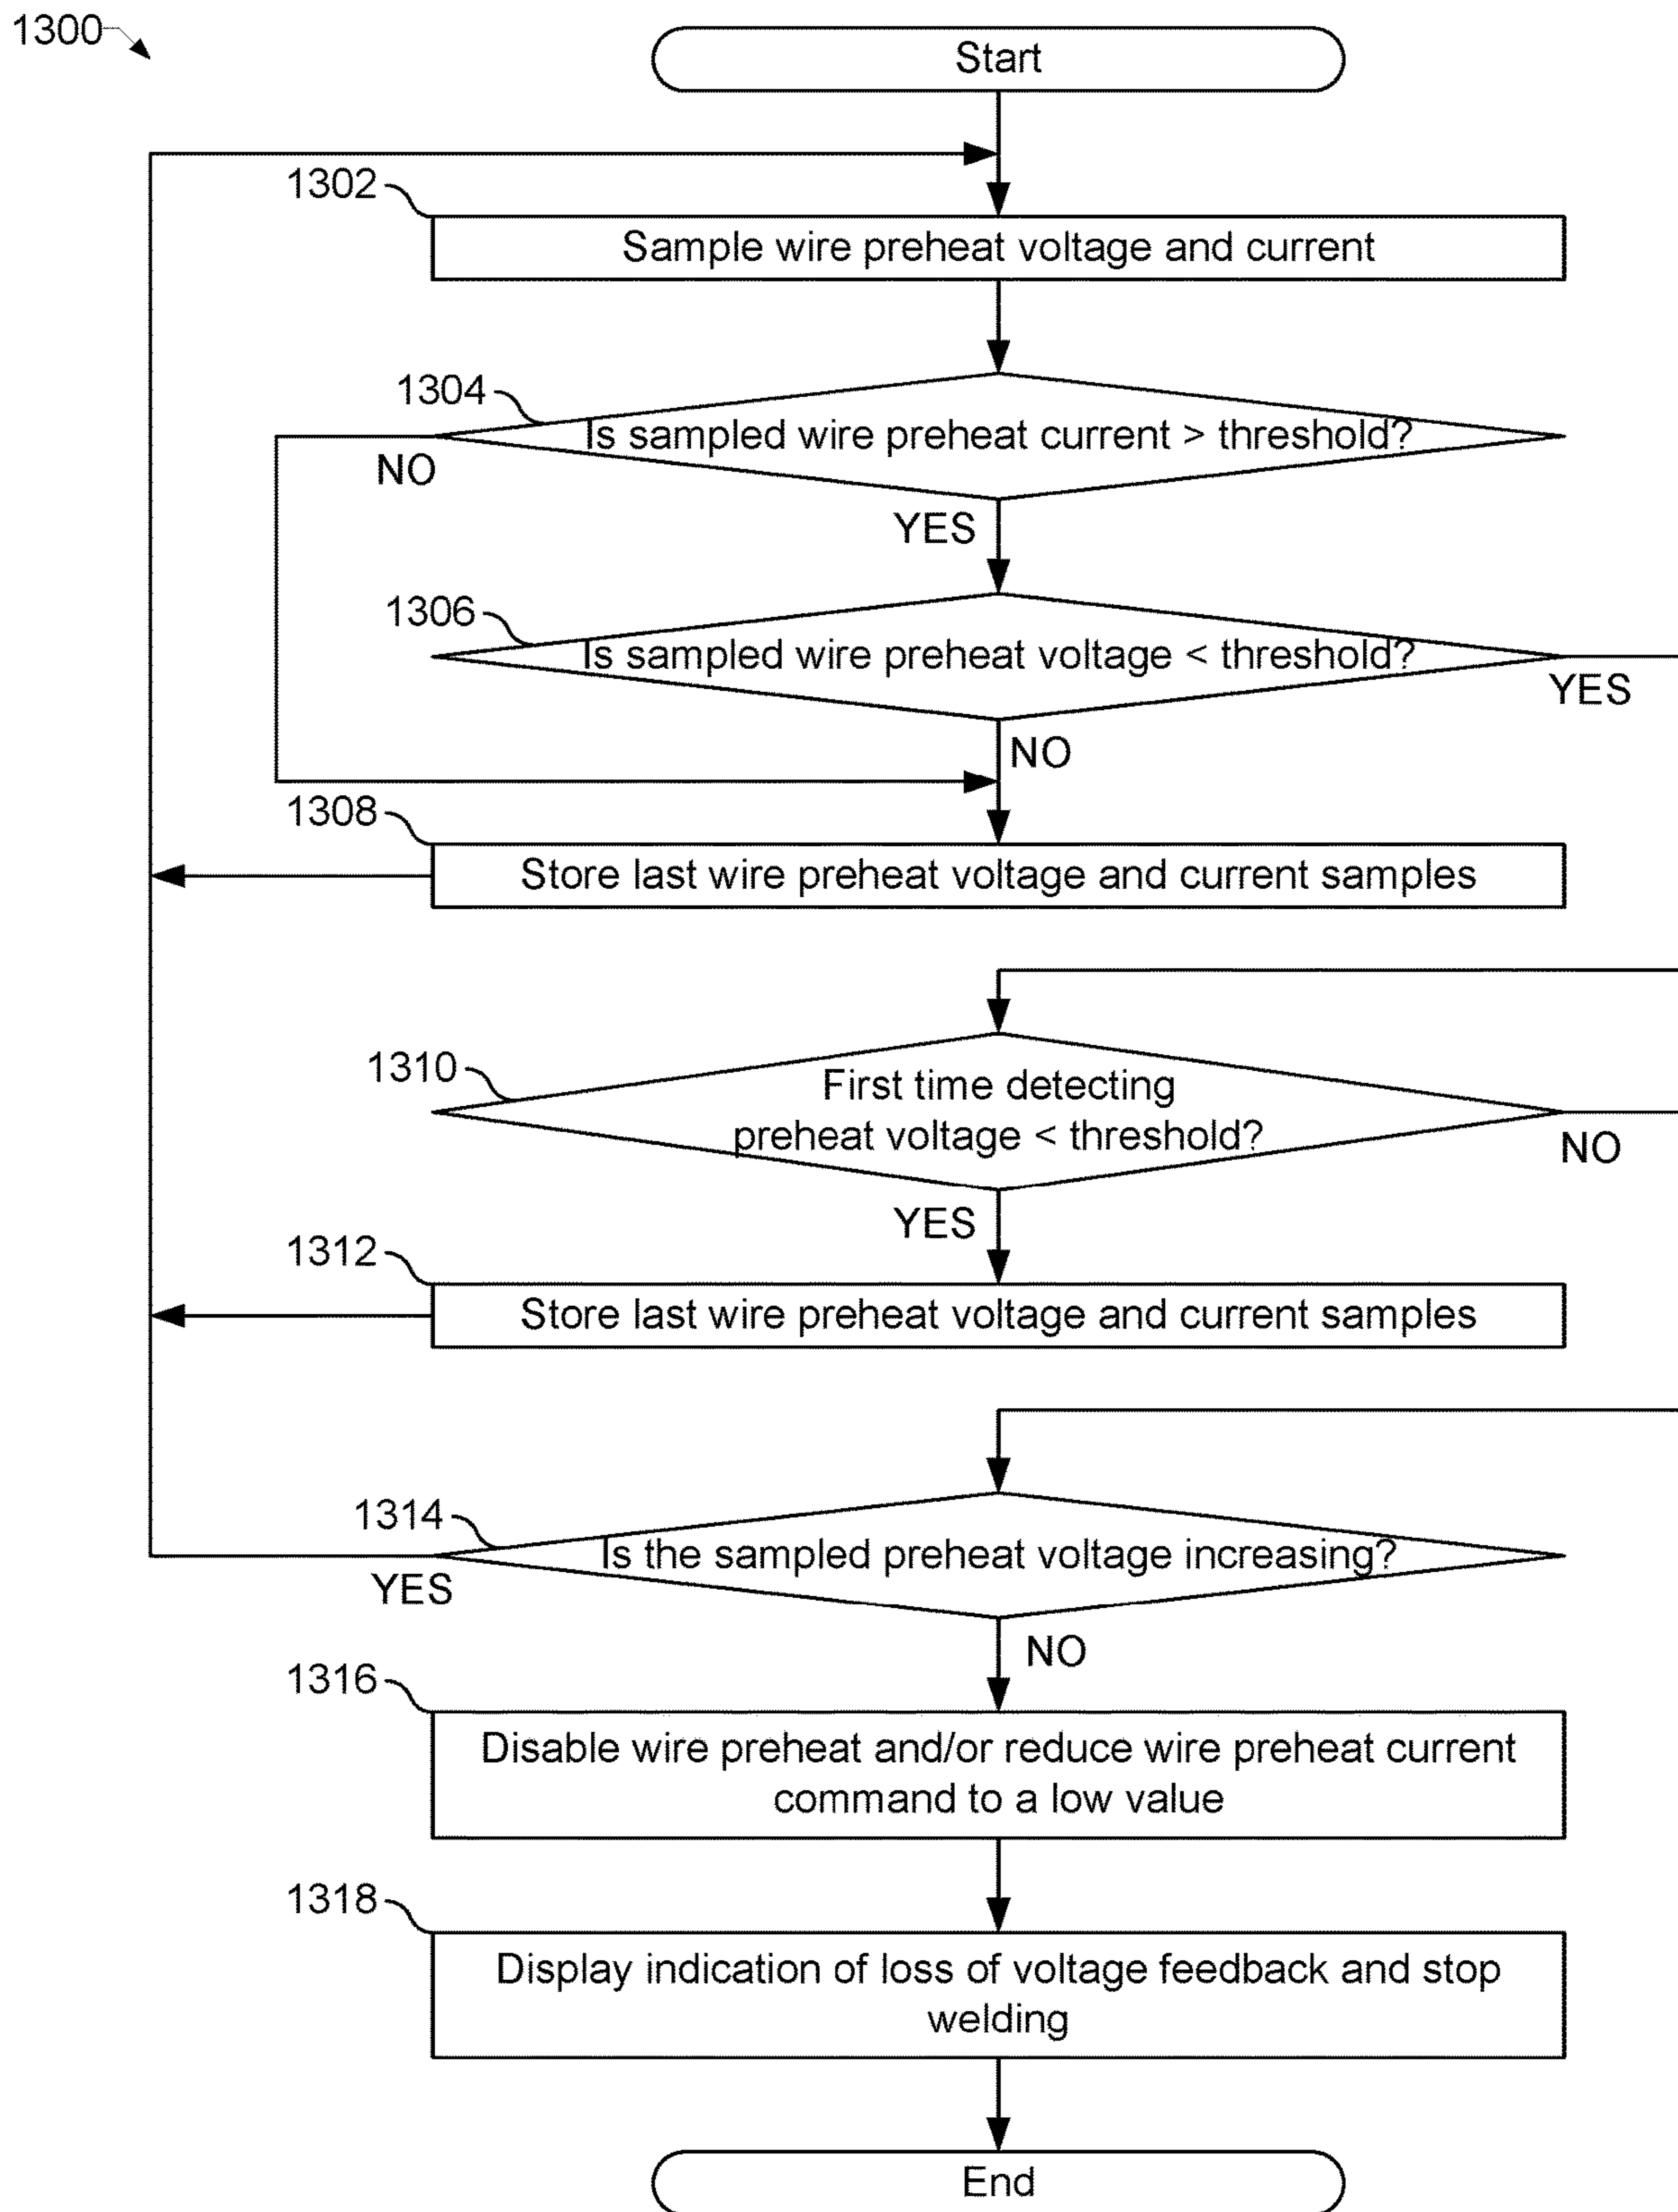 1300
Start
1302
Sample wire preheat voltage and current
1304
Is sampled wire preheat current > threshold?
NO
YES
1306
Is sampled wire preheat voltage < threshold?
YES
NO
1308
Store last wire preheat voltage and current samples
1310
First time detecting
preheat voltage < threshold?
NO
YES
1312
Store last wire preheat voltage and current samples
1314
Is the sampled preheat voltage increasing?
YES
NO
1316
Disable wire preheat and/or reduce wire preheat current
command to a low value
1318
Display indication of loss of voltage feedback and stop
welding
End